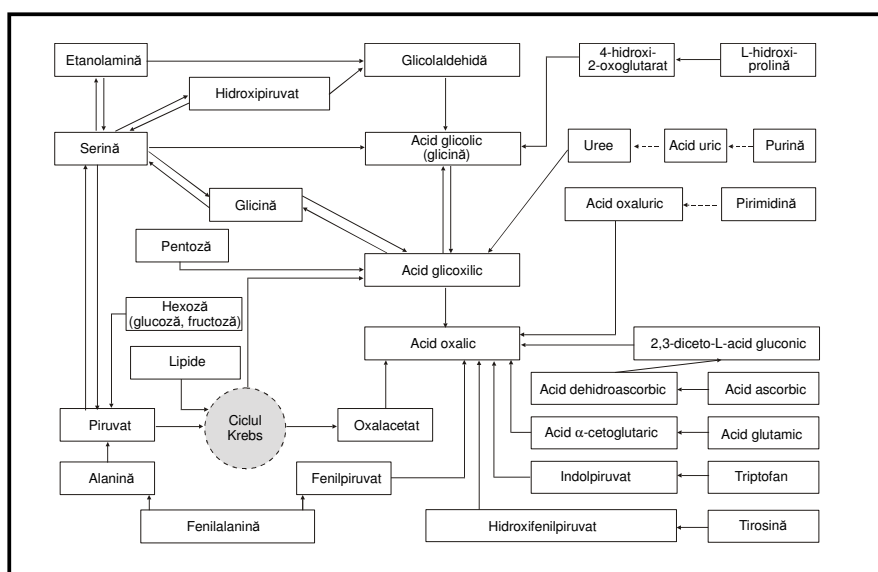 Etanolamină
Glicolaldehidă
4-hidroxi-
2-oxoglutarat
L-hidroxi-
prolină
Hidroxipiruvat
Serină
Acid glicolic
(glicină)
Uree
Acid uric
Purină
Glicină
Acid oxaluric
Pirimidină
Pentoză
Acid glicoxilic
Hexoză
(glucoză, fructoză)
Acid oxalic
2,3-diceto-L-acid gluconic
Lipide
Acid dehidroascorbic
Acid ascorbic
Piruvat
Ciclul
Krebs
Oxalacetat
Acid α-cetoglutaric
Acid glutamic
Alanină
Fenilpiruvat
Indolpiruvat
Triptofan
Fenilalanină
Hidroxifenilpiruvat
Tirosină